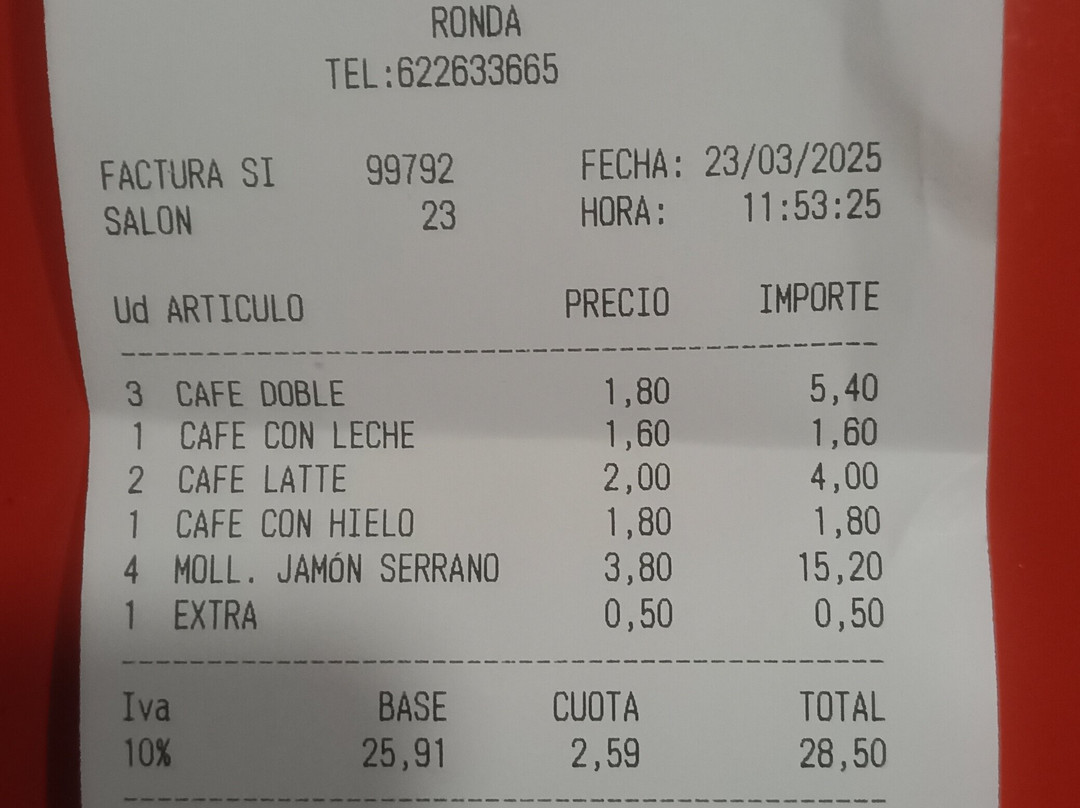 RONDA
TEL:622633665
FACTURA SI 99792 FECHA: 23/03/2025
SALON 23 HORA: 11:53:25
Ud ARTICULO PRECIO IMPORTE
3 CAFE DOBLE 1,80 5,40
1 CAFE CON LECHE 1,60 1,60
2 CAFE LATTE 2,00 4,00
1 CAFE CON HIELO 1,80 1,80
4 MOLL. JAMÓN SERRANO 3,80 15,20
1 EXTRA 0,50 0,50
Iva BASE CUOTA TOTAL
10% 25,91 2,59 28,50